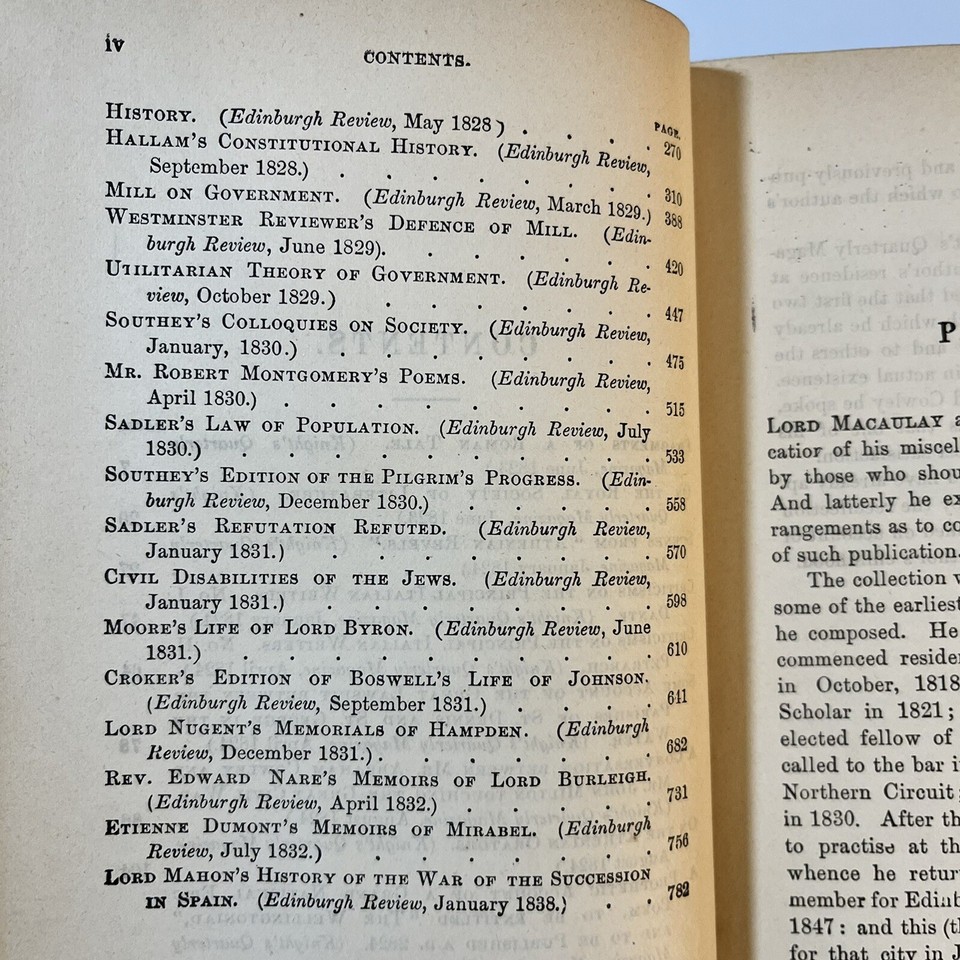 iv
CONTENTS.
PAGE.
HISTORY. (Edinburgh Review, May 1828) . . . . 270
HALLAM'S CONSTITUTIONAL HISTORY. (Edinburgh Review,
September 1828.) . . . . . . . . 310
MILL ON GOVERNMENT. (Edinburgh Review, March 1829.) 388
WESTMINSTER REVIEWER'S DEFENCE OF MILL. (Edin-
burgh Review, June 1829). . . . . . . 420
UTILITARIAN THEORY OF GOVERNMENT. (Edinburgh Re-
view, October 1829.) . . . . . . . 447
SOUTHEY'S COLLOQUIES ON SOCIETY. (Edinburgh Review,
January, 1830.) . . . . . . . . 475
MR. ROBERT MONTGOMERY'S POEMS. (Edinburgh Review,
April 1830.) . . . . . . . . . 515
SADLER'S LAW OF POPULATION. (Edinburgh Review, July
1830.) . . . . . . . . . . 533
SOUTHEY'S EDITION OF THE PILGRIM'S PROGRESS. (Edin-
burgh Review, December 1830.) . . . . . 558
SADLER'S REFUTATION REFUTED. (Edinburgh Review,
January 1831.) . . . . . . . . 570
CIVIL DISABILITIES OF THE JEWS. (Edinburgh Review,
January 1831.) . . . . . . . . 598
MOORE'S LIFE OF LORD BYRON. (Edinburgh Review, June
1831.) . . . . . . . . . . 610
CROKER'S EDITION OF BOSWELL'S LIFE OF JOHNSON.
(Edinburgh Review, September 1831.) . . . . 641
LORD NUGENT'S MEMORIALS OF HAMPDEN. (Edinburgh
Review, December 1831.) . . . . . . . 682
REV. EDWARD NARE'S MEMOIRS OF LORD BURLEIGH.
(Edinburgh Review, April 1832.) . . . . . 731
ETIENNE DUMONT'S MEMOIRS OF MIRABEL. (Edinburgh
Review, July 1832.) . . . . . . . 756
LORD MAHON'S HISTORY OF THE WAR OF THE SUCCESSION
IN SPAIN. (Edinburgh Review, January 1838.) . . 782
P
LORD MACAULAY
of his miscel
by those who shou
And latterly he ex
rangements as to co
of such publication.
The collection
some of the earliest
he composed. He
commenced reside
in October, 1818
Scholar in 1821;
elected fellow of
called to the bar i
Northern Circuit;
in 1830. After th
to practise at th
whence he retur
member for Edinb
1847: and this (th
for that city in J